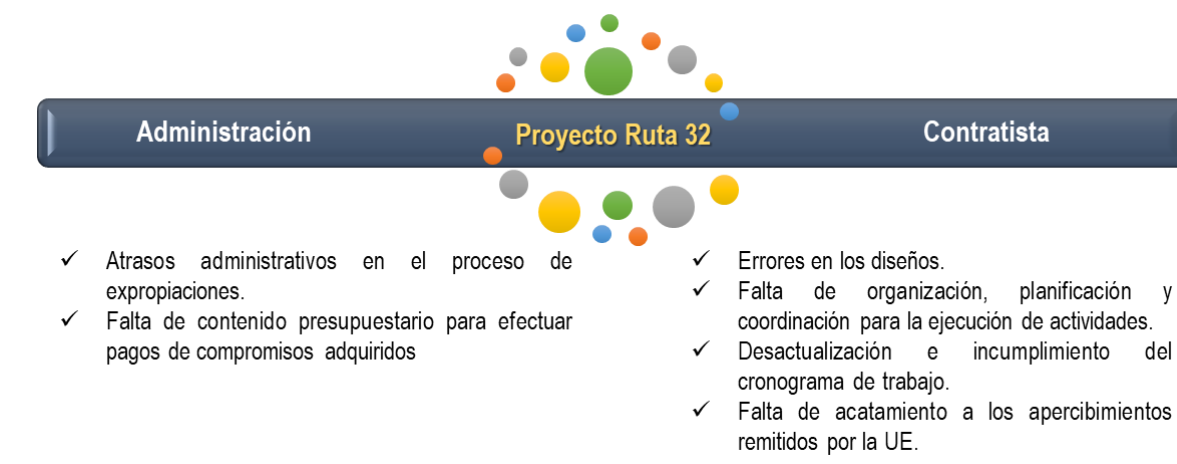 Administración
Proyecto Ruta 32
Contratista
✓ Atrasos administrativos en el proceso de
expropiaciones.
✓ Falta de contenido presupuestario para efectuar
pagos de compromisos adquiridos
✓ Errores en los diseños.
✓ Falta de organización, planificación y
coordinación para la ejecución de actividades.
✓ Desactualización e incumplimiento del
cronograma de trabajo.
✓ Falta de acatamiento a los apercibimientos
remitidos por la UE.